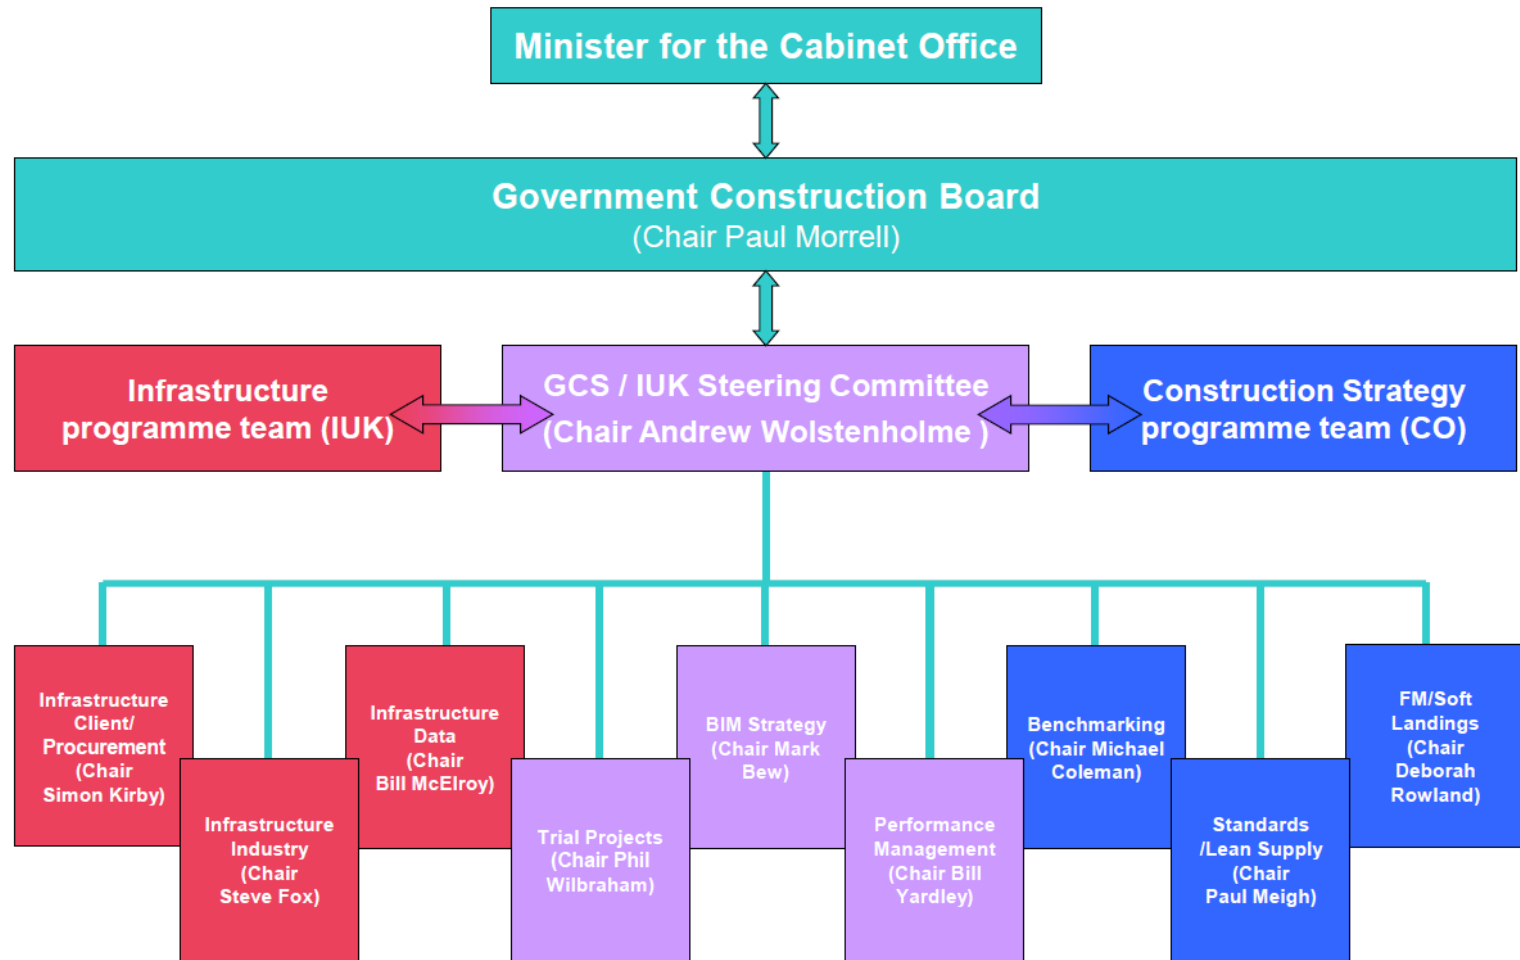 Minister for the Cabinet Office
Government Construction Board
(Chair Paul Morrell)
Infrastructure
programme team (IUK)
GCS / IUK Steering Committee
(Chair Andrew Wolstenholme )
Construction Strategy
programme team (CO)
Infrastructure
Client/
Procurement
(Chair
Simon Kirby)
Infrastructure
Industry
(Chair
Steve Fox)
Infrastructure
Data
(Chair
Bill McElroy)
Trial Projects
(Chair Phil
Wilbraham)
BIM Strategy
(Chair Mark
Bew)
Performance
Management
(Chair Bill
Yardley)
Benchmarking
(Chair Michael
Coleman)
Standards
/Lean Supply
(Chair
Paul Meigh)
FM/Soft
Landings
(Chair
Deborah
Rowland)